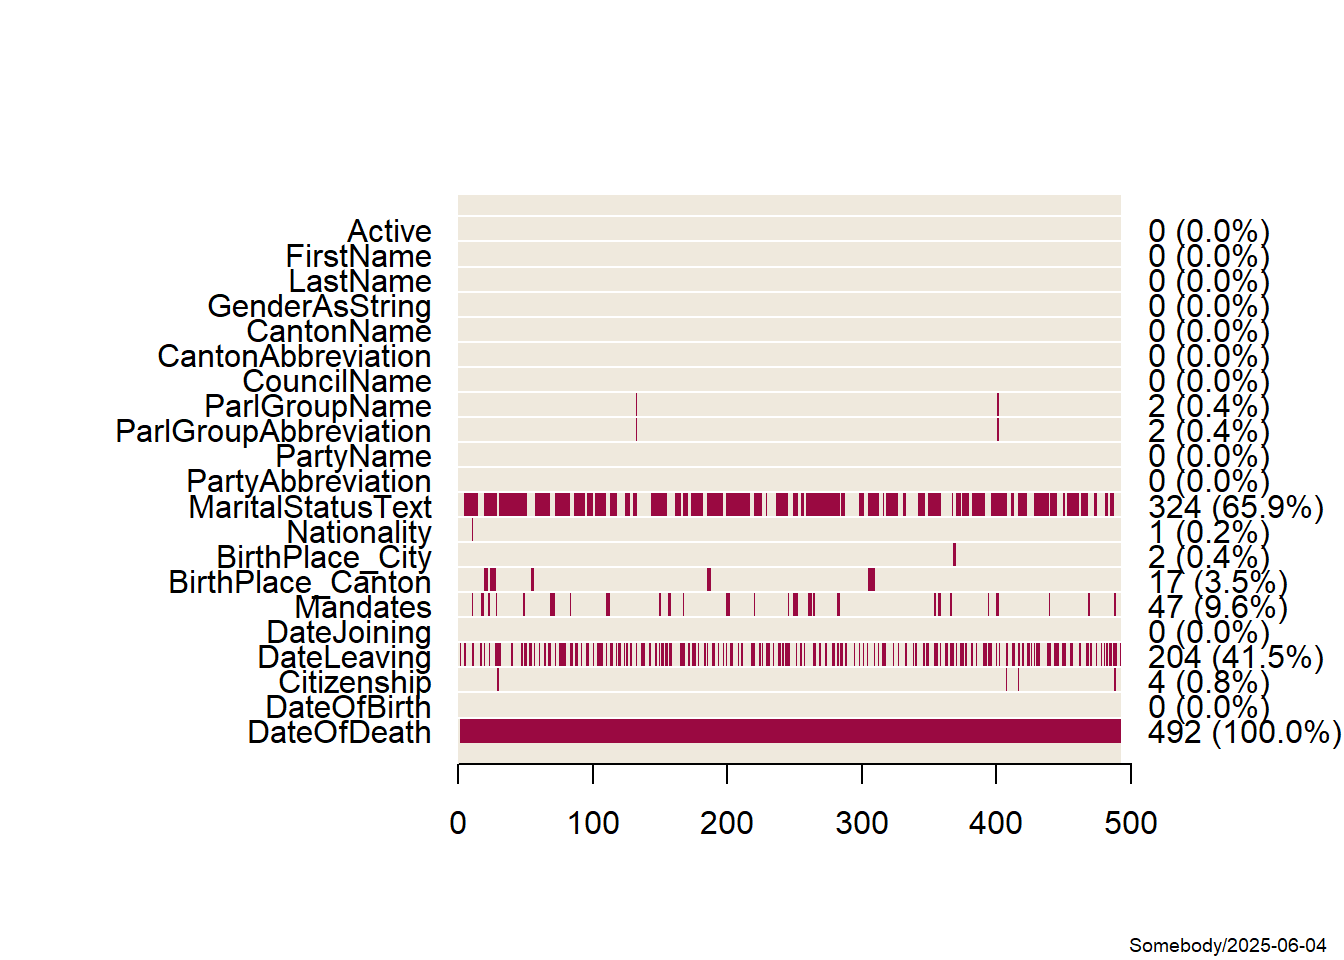 Active 0 (0.0%)
FirstName 0 (0.0%)
LastName 0 (0.0%)
GenderAsString 0 (0.0%)
CantonName 0 (0.0%)
CantonAbbreviation 0 (0.0%)
CouncilName 0 (0.0%)
ParlGroupName 2 (0.4%)
ParlGroupAbbreviation 2 (0.4%)
PartyName 0 (0.0%)
PartyAbbreviation 0 (0.0%)
MaritalStatusText 324 (65.9%)
Nationality 1 (0.2%)
BirthPlace_City 2 (0.4%)
BirthPlace_Canton 17 (3.5%)
Mandates 47 (9.6%)
DateJoining 0 (0.0%)
DateLeaving 204 (41.5%)
Citizenship 4 (0.8%)
DateOfBirth 0 (0.0%)
DateOfDeath 492 (100.0%)
0 100 200 300 400 500
Somebody/2025-06-04